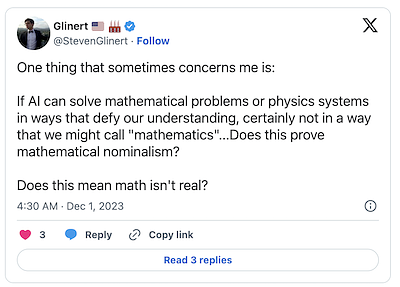 Glinert 🇺🇸 🏭
@StevenGlinert · Follow
One thing that sometimes concerns me is:
If AI can solve mathematical problems or physics systems
in ways that defy our understanding, certainly not in a way
that we might call "mathematics"...Does this prove
mathematical nominalism?
Does this mean math isn't real?
4:30 AM · Dec 1, 2023
3 Reply Copy link
Read 3 replies